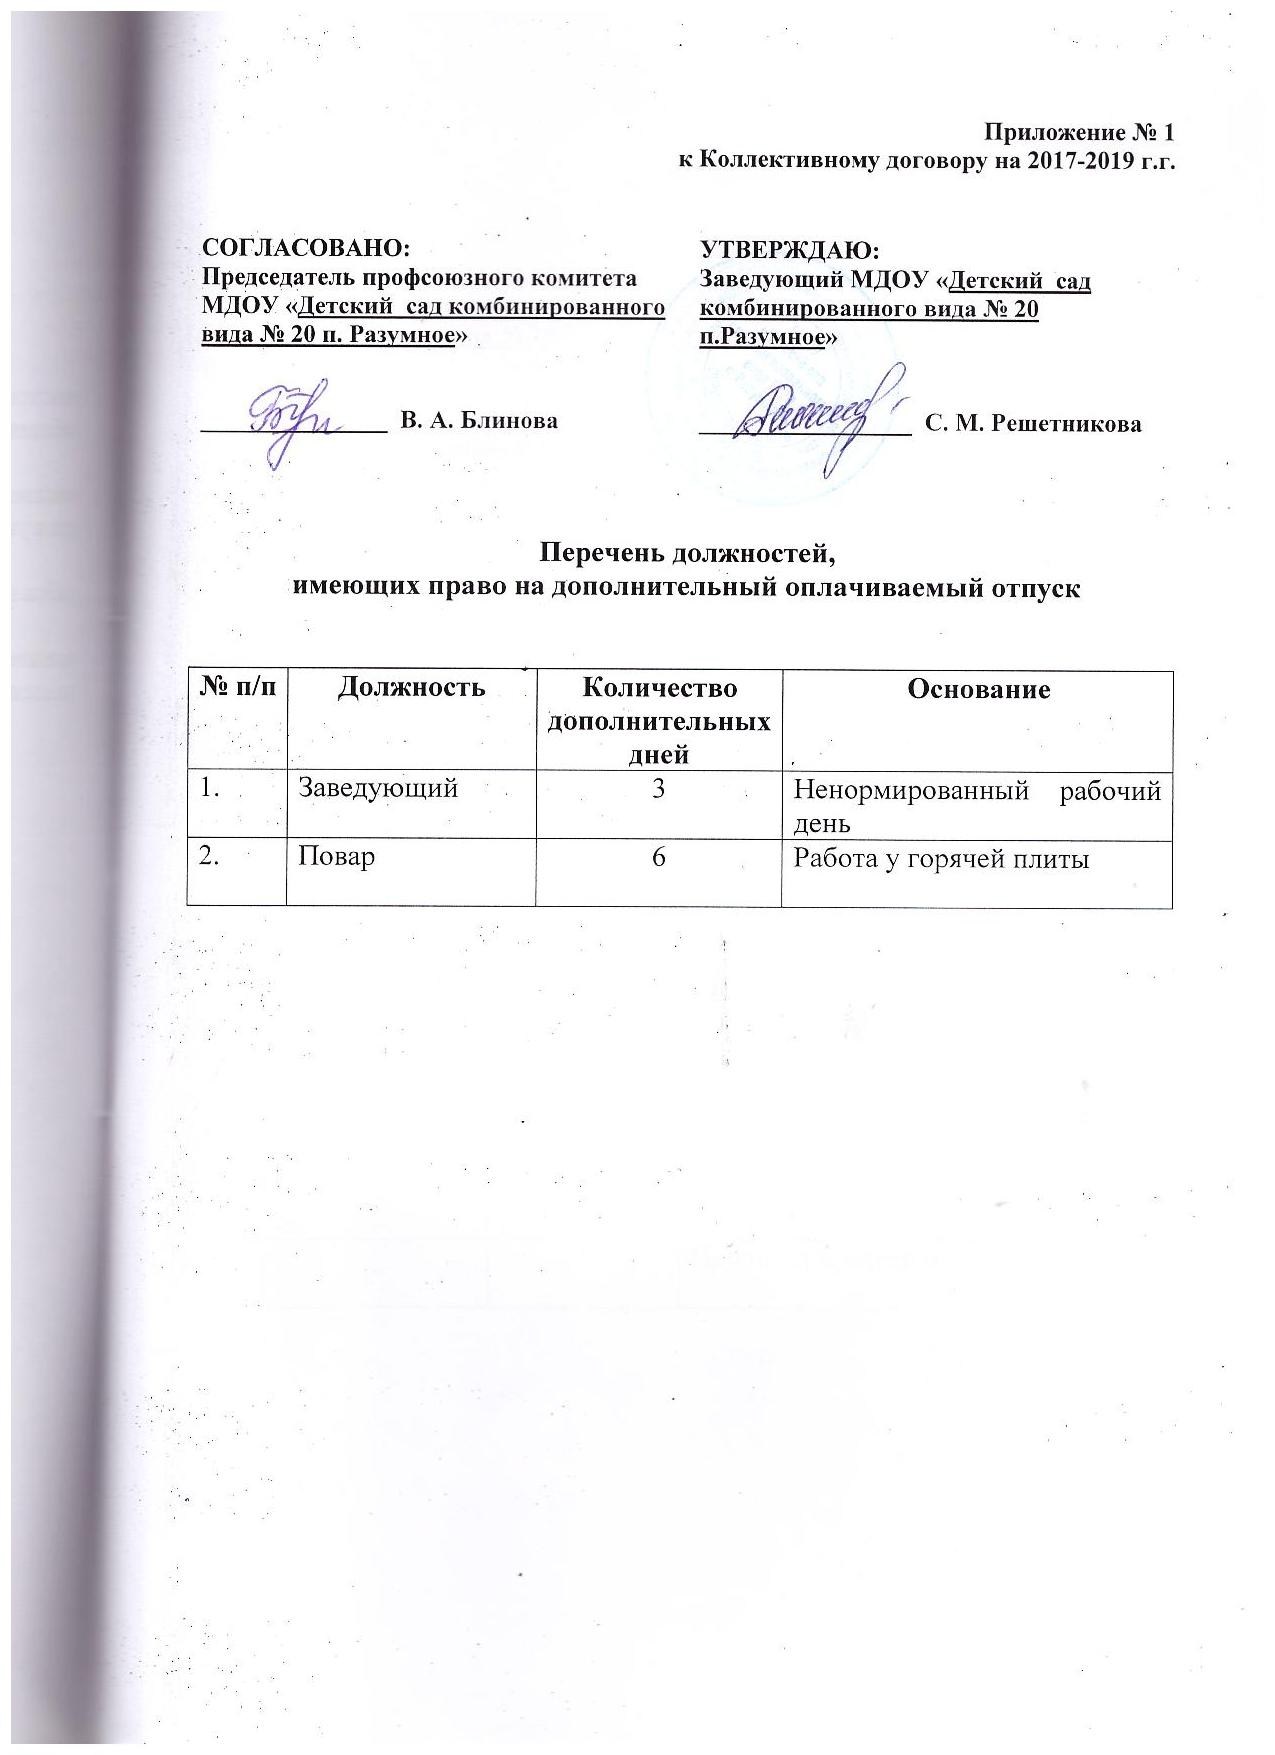 Приложение № 1
к Коллективному договору на 2017-2019 г.г.
СОГЛАСОВАНО:
Председатель профсоюзного комитета
МДОУ «Детский сад комбинированного
вида № 20 п. Разумное»
В. А. Блинова
УТВЕРЖДАЮ:
Заведующий МДОУ «Детский сад
комбинированного вида № 20
п.Разумное»
С. М. Решетникова
Перечень должностей,
имеющих право на дополнительный оплачиваемый отпуск
№ п/п Должность Количество Основание
дополнительных
дней
1. Заведующий 3 Ненормированный рабочий
день
2. Повар 6 Работа у горячей плиты